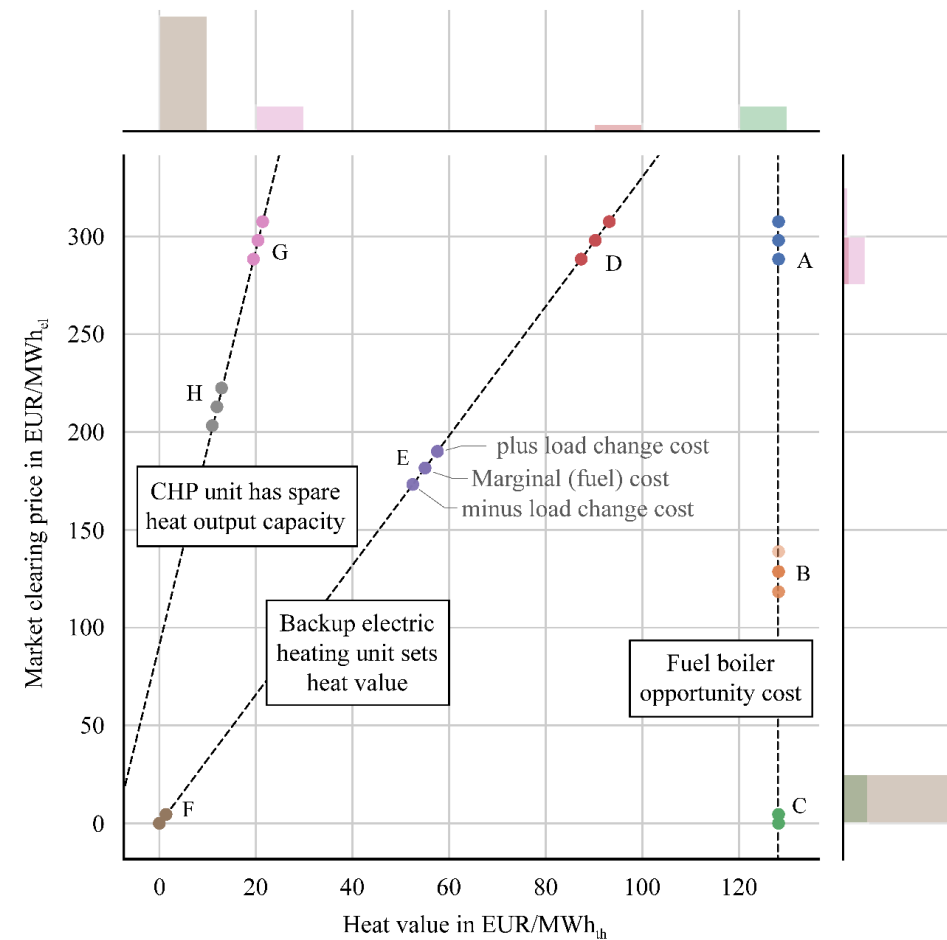 300
250
200
150
100
50
0
Market clearing price in EUR/MWh_el
G
D
A
H
E
plus load change cost
Marginal (fuel) cost
minus load change cost
CHP unit has spare
heat output capacity
B
Backup electric
heating unit sets
heat value
Fuel boiler
opportunity cost
F
C
0 20 40 60 80 100 120
Heat value in EUR/MWh_th